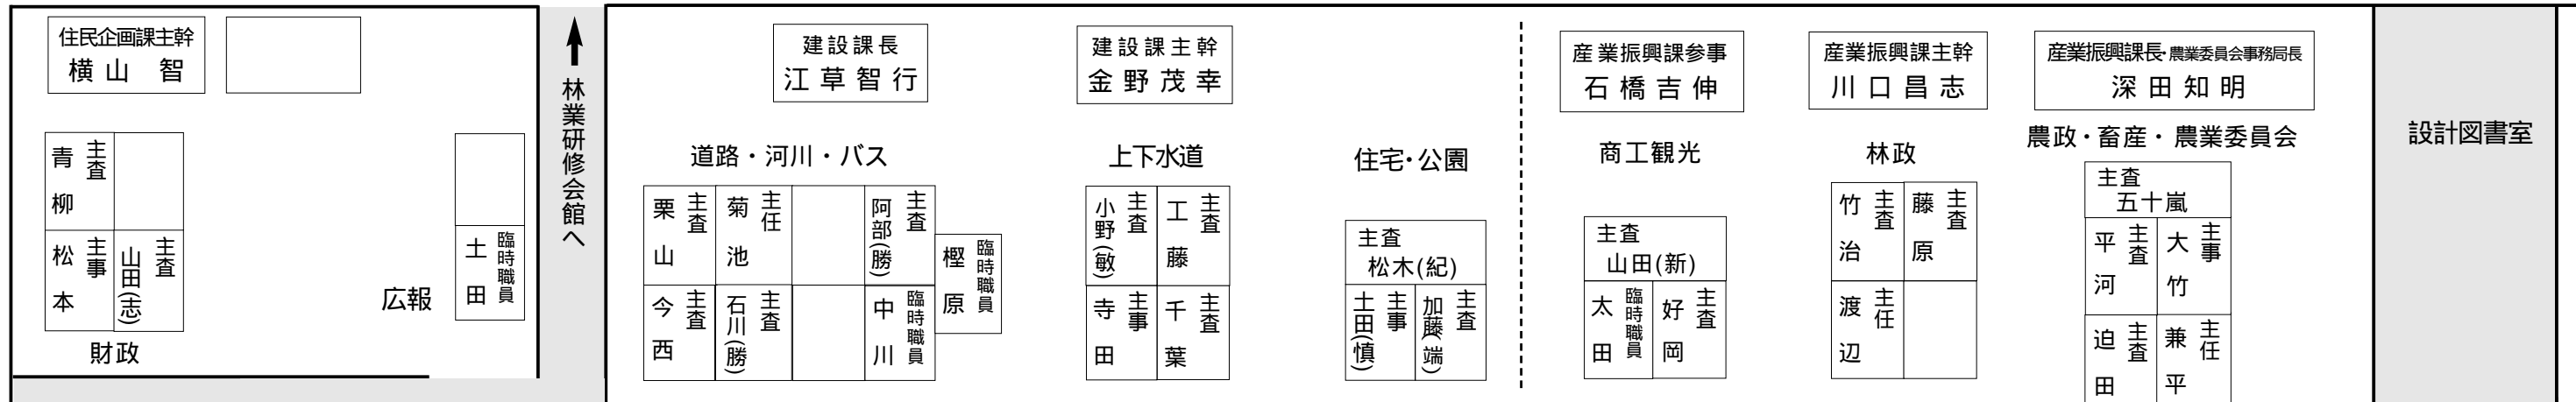 住民企画課主幹
横山 智
青柳 主査
松本 主事
山田(志) 主査
財政
広報
土田 臨時職員
林業研修会館へ
建設課長
江草智行
道路・河川・バス
栗山 主査
菊池 主任
阿部(勝) 主査
今西 主査
石川(勝) 主査
中川 臨時職員
樫原 臨時職員
建設課主幹
金野茂幸
上下水道
小野(敏) 主査
工藤 主査
寺田 主事
千葉 主査
住宅・公園
主査
松木(紀)
土田(慎) 主事
加藤(端) 主査
産業振興課参事
石橋吉伸
商工観光
主査
山田(新)
太田 臨時職員
好岡 主査
産業振興課主幹
川口昌志
林政
竹治 主査
藤原 主査
渡辺 主任
産業振興課長・農業委員会事務局長
深田知明
農政・畜産・農業委員会
主査
五十嵐
平河 主査
大竹 主事
迫田 主査
兼平 主任
設計図書室